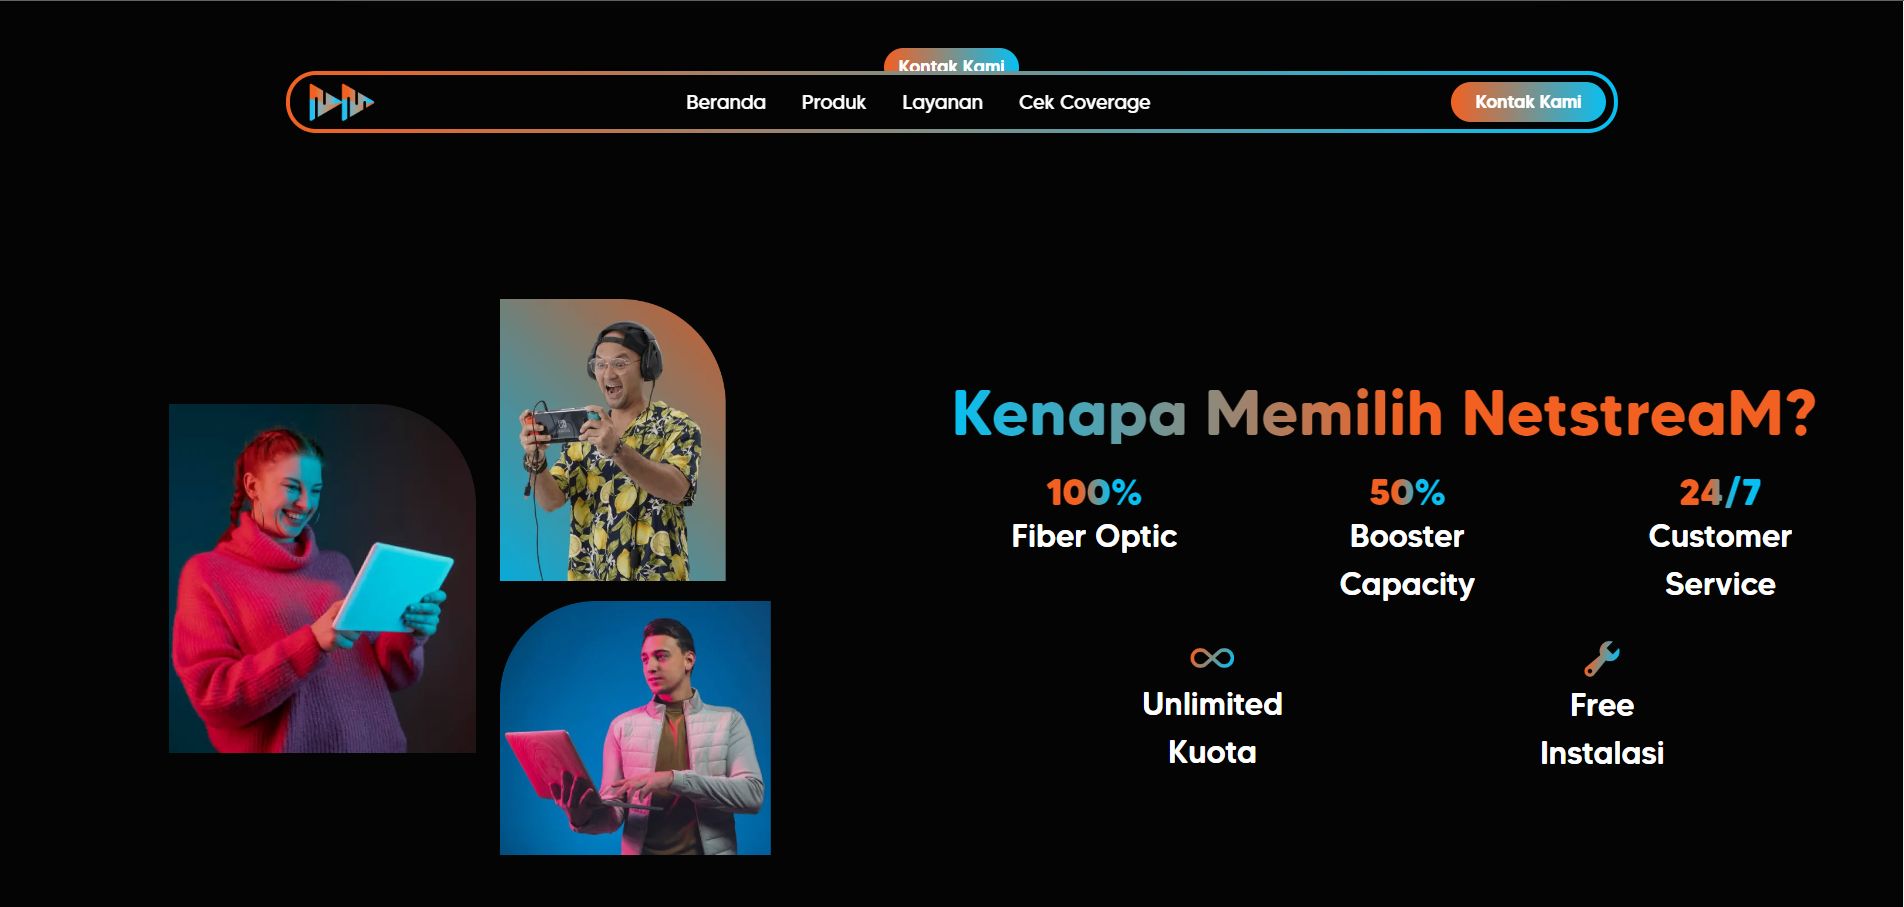 Kontak Kami
Beranda Produk Layanan Cek Coverage Kontak Kami
Kenapa Memilih NetstreaM?
100% 50% 24/7
Fiber Optic Booster Customer
Capacity Service
Unlimited Free
Kuota Instalasi